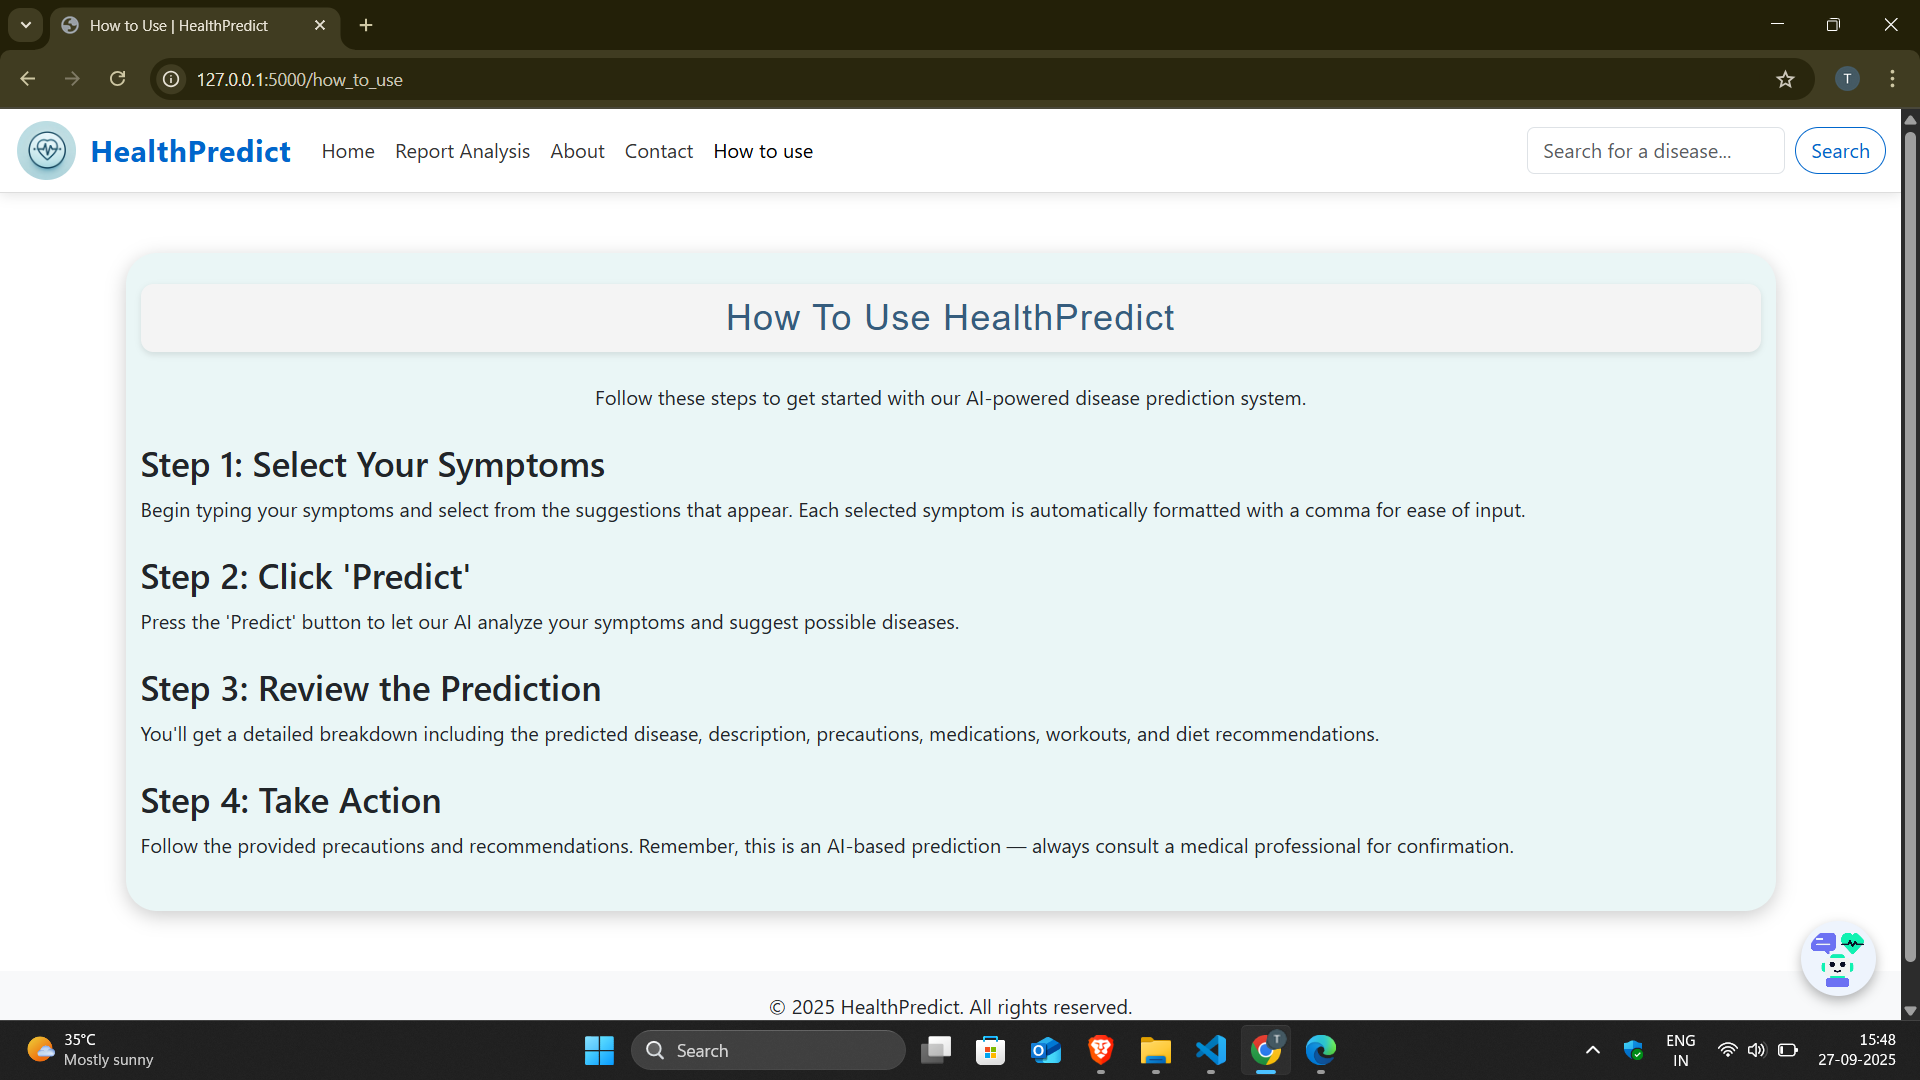 How to Use | HealthPredict
127.0.0.1:5000/how_to_use
T
HealthPredict
Home
Report Analysis
About
Contact
How to use
Search for a disease...
Search
How To Use HealthPredict
Follow these steps to get started with our AI-powered disease prediction system.
Step 1: Select Your Symptoms
Begin typing your symptoms and select from the suggestions that appear. Each selected symptom is automatically formatted with a comma for ease of input.
Step 2: Click 'Predict'
Press the 'Predict' button to let our AI analyze your symptoms and suggest possible diseases.
Step 3: Review the Prediction
You'll get a detailed breakdown including the predicted disease, description, precautions, medications, workouts, and diet recommendations.
Step 4: Take Action
Follow the provided precautions and recommendations. Remember, this is an AI-based prediction — always consult a medical professional for confirmation.
© 2025 HealthPredict. All rights reserved.
35°C
Mostly sunny
Search
T
ENG
IN
15:48
27-09-2025